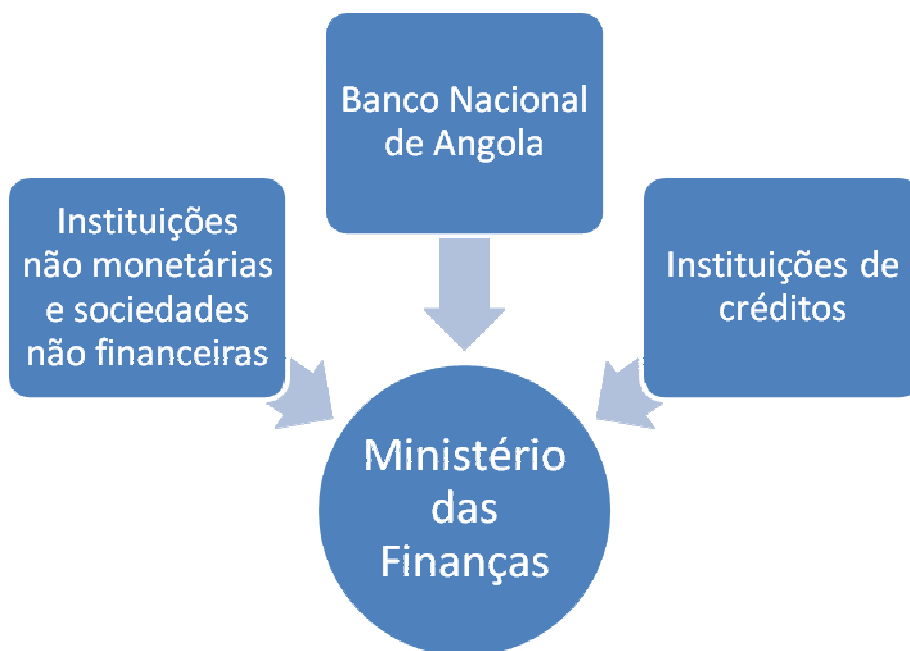 Banco Nacional
de Angola
Instituições
não monetárias
e sociedades
não financeiras
Instituições de
créditos
Ministério
das
Finanças